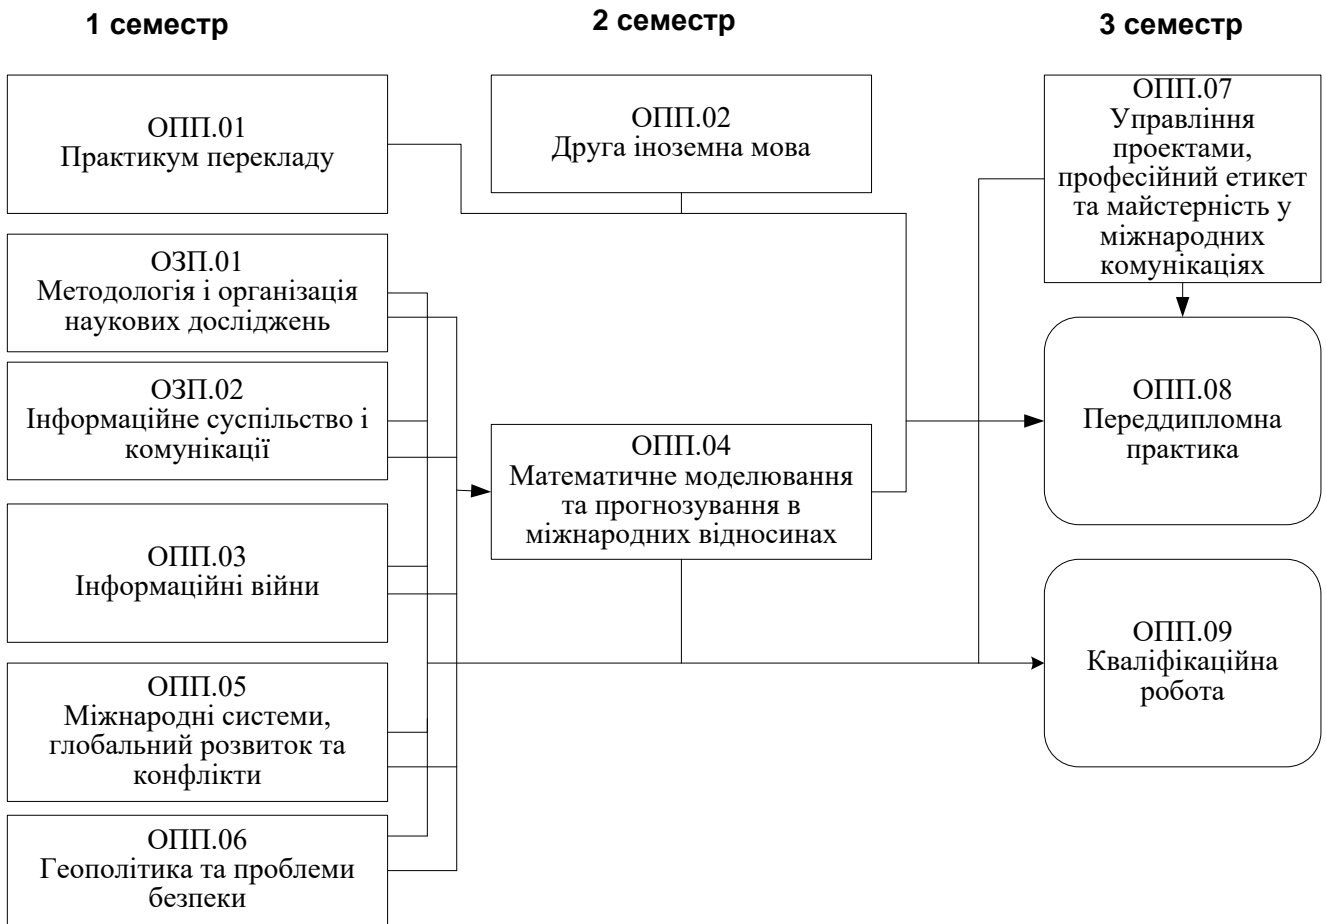 1 семестр
2 семестр
3 семестр
ОПП.01
Практикум перекладу
ОЗП.01
Методологія і організація
наукових досліджень
ОЗП.02
Інформаційне суспільство і
комунікації
ОПП.03
Інформаційні війни
ОПП.05
Міжнародні системи,
глобальний розвиток та
конфлікти
ОПП.06
Геополітика та проблеми
безпеки
ОПП.02
Друга іноземна мова
ОПП.04
Математичне моделювання
та прогнозування в
міжнародних відносинах
ОПП.07
Управління
проектами,
професійний етикет
та майстерність у
міжнародних
комунікаціях
ОПП.08
Переддипломна
практика
ОПП.09
Кваліфікаційна
робота